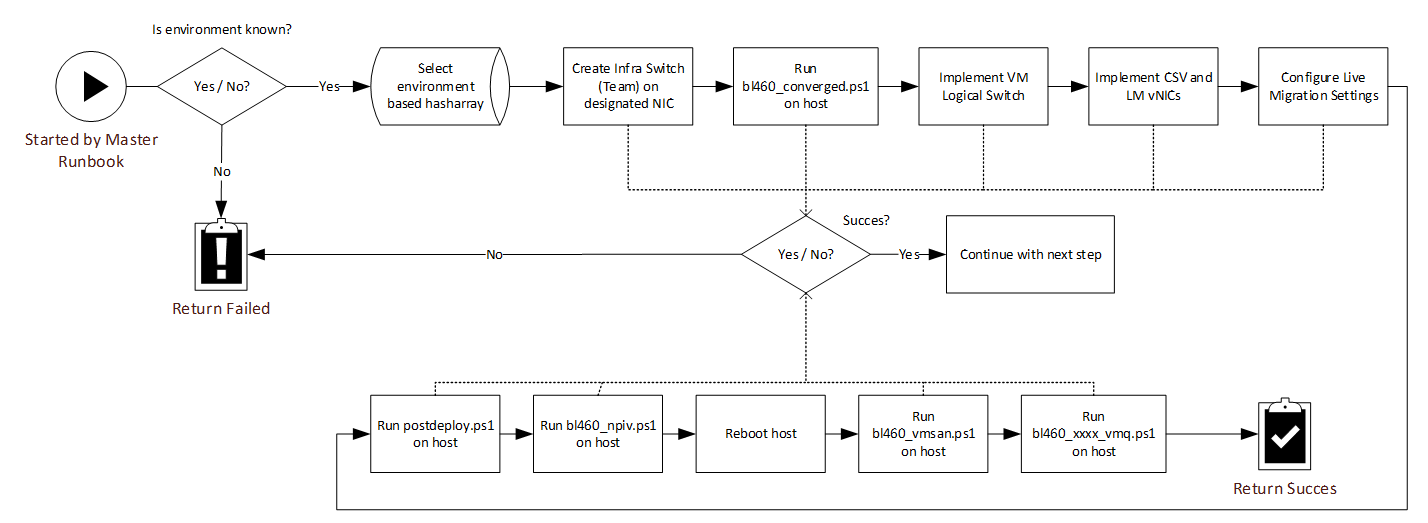 Is environment known?
Yes / No?
Yes
No
Started by Master
Runbook
Select
environment
based hasharray
Create Infra Switch
(Team) on
designated NIC
Run
bl460_converged.ps1
on host
Implement VM
Logical Switch
Implement CSV and
LM vNICs
Configure Live
Migration Settings
Succes?
Yes / No?
No
Yes
Continue with next step
Return Failed
Run postdeploy.ps1
on host
Run bl460_npiv.ps1
on host
Reboot host
Run
bl460_vmsan.ps1
on host
Run
bl460_xxxx_vmq.ps1
on host
Return Succes